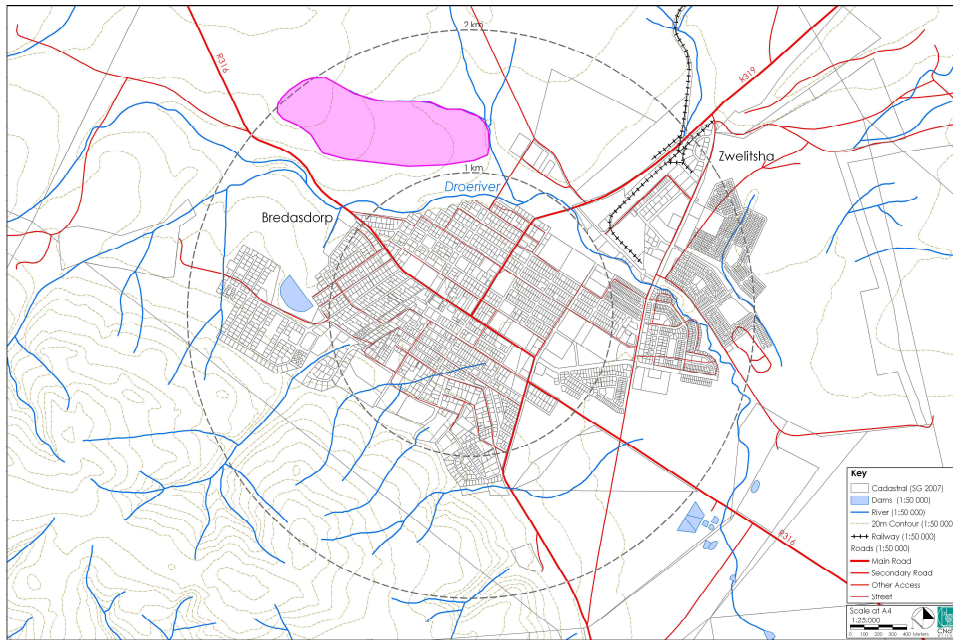 2 km
R316
R319
Zwelitsha
1 km
Droerivier
Bredasdorp
R316
Key
Cadastral (SG 2007)
Dams (1:50 000)
River (1:50 000)
20m Contour (1:50 000)
Railway (1:50 000)
Roads (1:50 000)
Main Road
Secondary Road
Other Access
Street
Scale at A4
1:25,000
0 100 200 300 400 Meters